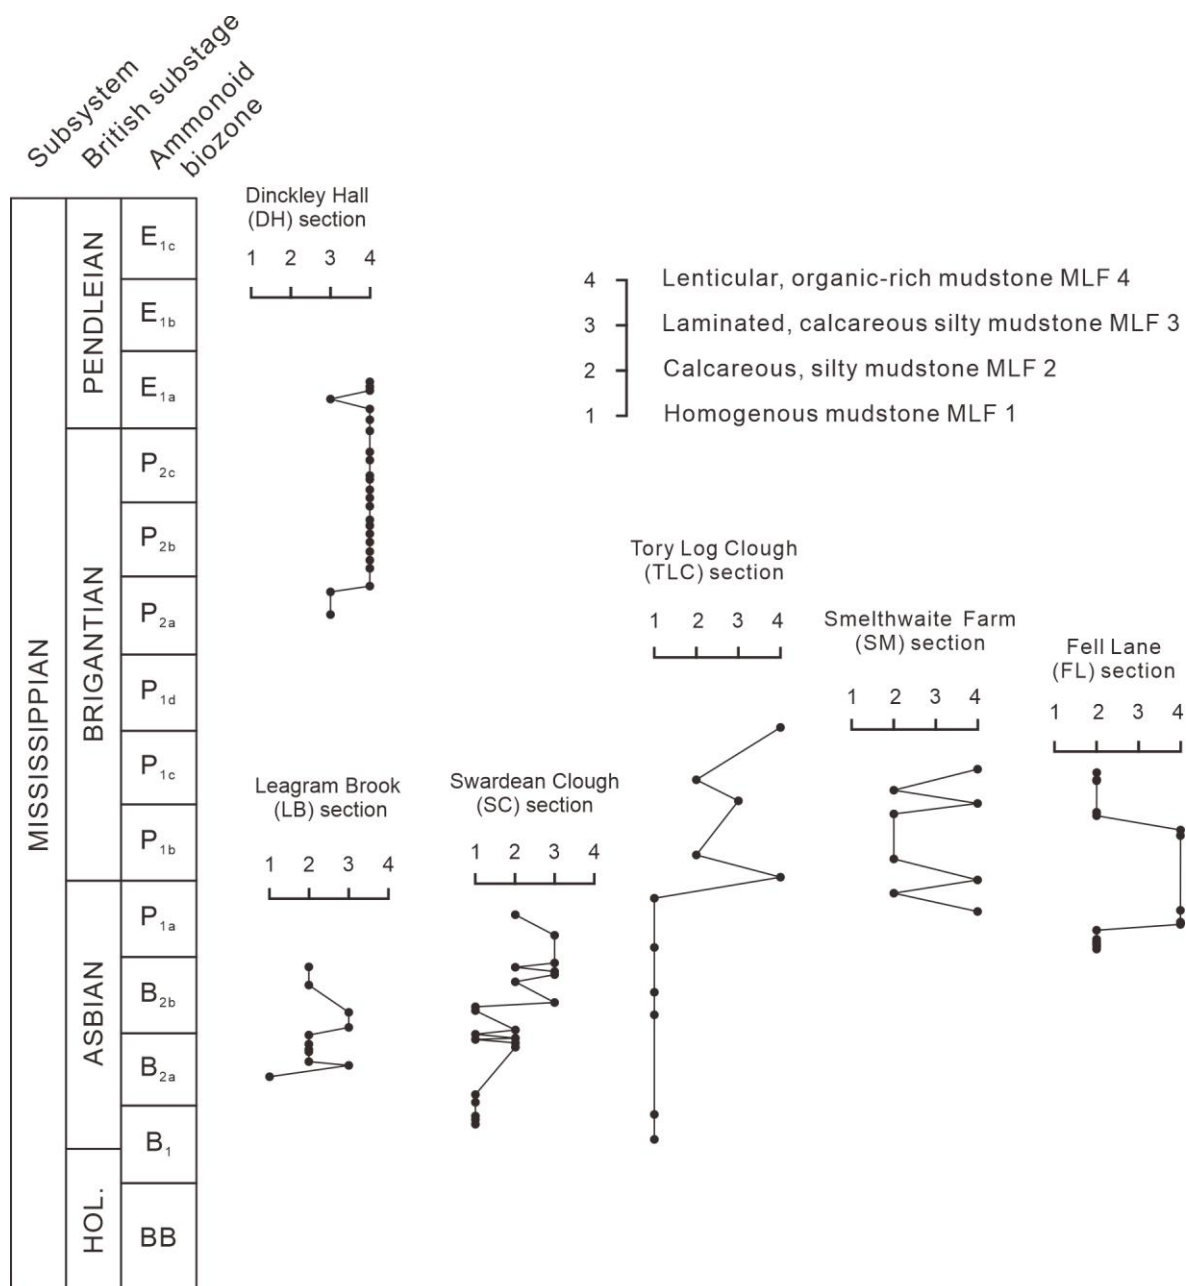 Subsystem
British substage
Ammonoid
biozone
MISSISSIPPIAN
PENDLEIAN
BRIGANTIAN
ASBIAN
HOL.
E1c
E1b
E1a
P2c
P2b
P2a
P1d
P1c
P1b
P1a
B2b
B2a
B1
BB
Dinckley Hall
(DH) section
1 2 3 4
4 Lenticular, organic-rich mudstone MLF 4
3 Laminated, calcareous silty mudstone MLF 3
2 Calcareous, silty mudstone MLF 2
1 Homogenous mudstone MLF 1
Leagram Brook
(LB) section
1 2 3 4
Swardean Clough
(SC) section
1 2 3 4
Tory Log Clough
(TLC) section
1 2 3 4
Smelthwaite Farm
(SM) section
1 2 3 4
Fell Lane
(FL) section
1 2 3 4